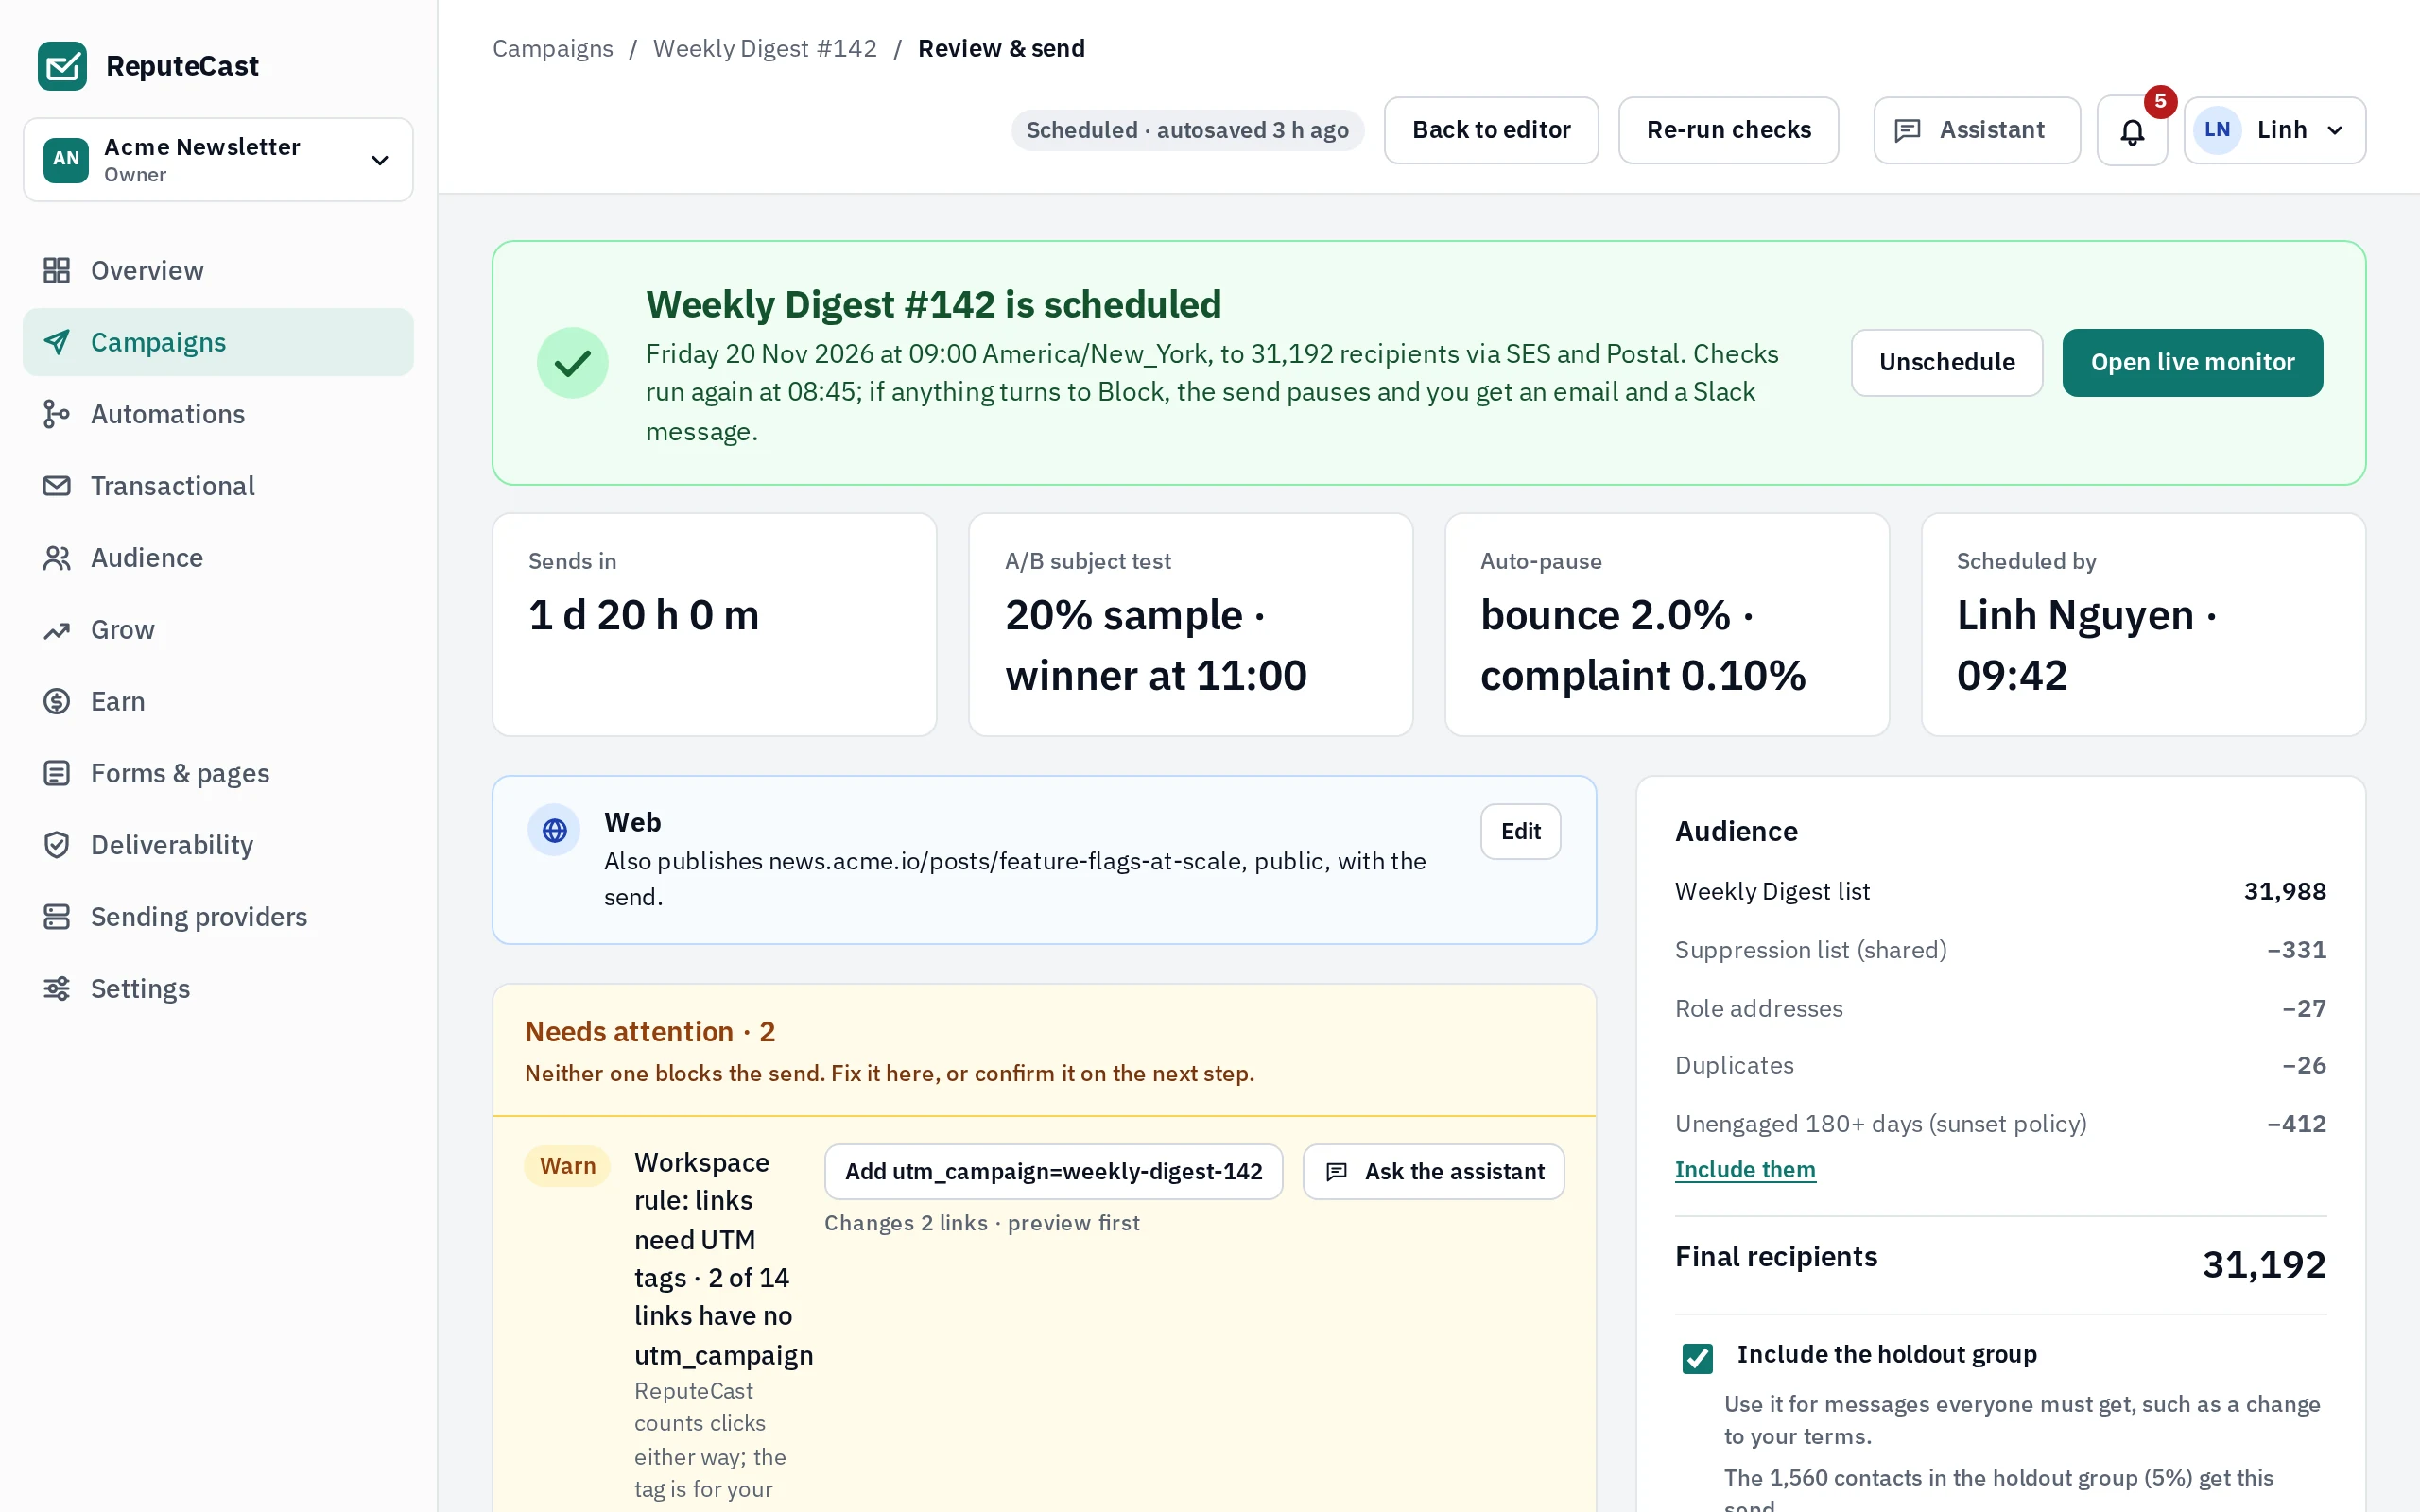 ReputeCast
AN
Acme Newsletter
Owner
Overview
Campaigns
Automations
Transactional
Audience
Grow
Earn
Forms & pages
Deliverability
Sending providers
Settings
Campaigns / Weekly Digest #142 / Review & send
Scheduled · autosaved 3 h ago
Back to editor
Re-run checks
Assistant
5
LN
Linh
Weekly Digest #142 is scheduled
Friday 20 Nov 2026 at 09:00 America/New_York, to 31,192 recipients via SES and Postal. Checks
run again at 08:45; if anything turns to Block, the send pauses and you get an email and a Slack
message.
Unschedule
Open live monitor
Sends in
1 d 20 h 0 m
A/B subject test
20% sample ·
winner at 11:00
Auto-pause
bounce 2.0% ·
complaint 0.10%
Scheduled by
Linh Nguyen ·
09:42
Web
Also publishes news.acme.io/posts/feature-flags-at-scale, public, with the
send.
Edit
Needs attention · 2
Neither one blocks the send. Fix it here, or confirm it on the next step.
Warn
Workspace
rule: links
need UTM
tags · 2 of 14
links have no
utm_campaign
ReputeCast
counts clicks
either way; the
tag is for your
Add utm_campaign=weekly-digest-142
Changes 2 links · preview first
Ask the assistant
Audience
Weekly Digest list 31,988
Suppression list (shared) −331
Role addresses −27
Duplicates −26
Unengaged 180+ days (sunset policy) −412
Include them
Final recipients 31,192
Include the holdout group
Use it for messages everyone must get, such as a change
to your terms.
The 1,560 contacts in the holdout group (5%) get this
send.